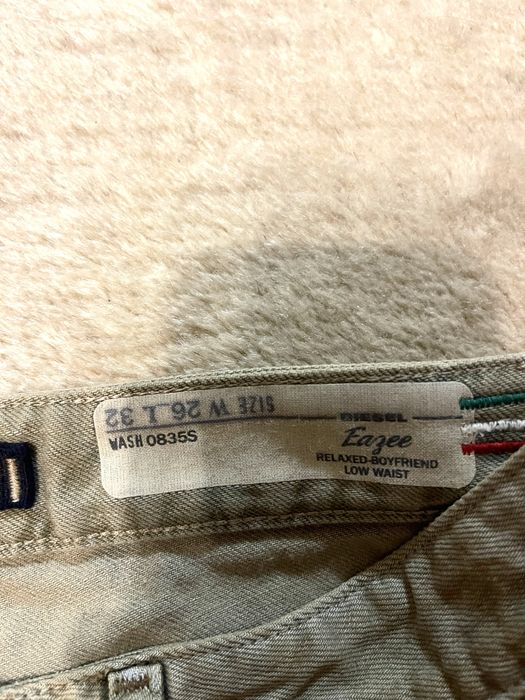 SIZE W 26 L 32
WASH 0835S
DIESEL
Eazee
RELAXED-BOYFRIEND
LOW WAIST